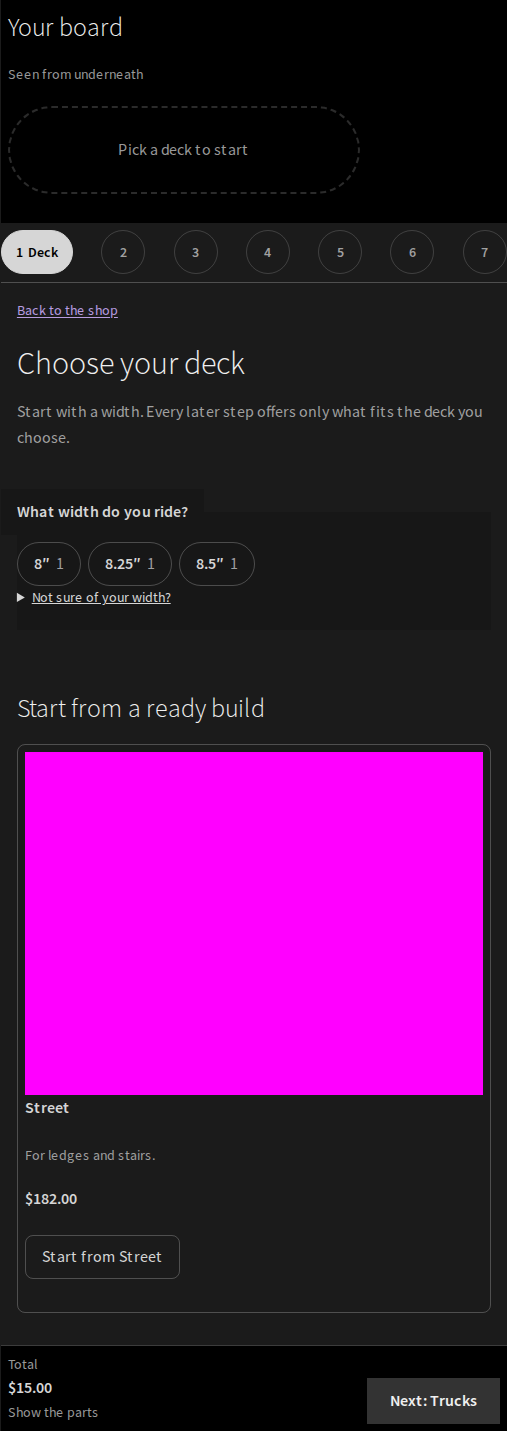 Your board
Seen from underneath
Pick a deck to start
1 Deck
2
3
4
5
6
7
Back to the shop
Choose your deck
Start with a width. Every later step offers only what fits the deck you
choose.
What width do you ride?
8″ 1
8.25″ 1
8.5″ 1
Not sure of your width?
Start from a ready build
Street
For ledges and stairs.
$182.00
Start from Street
Total
$15.00
Show the parts
Next: Trucks